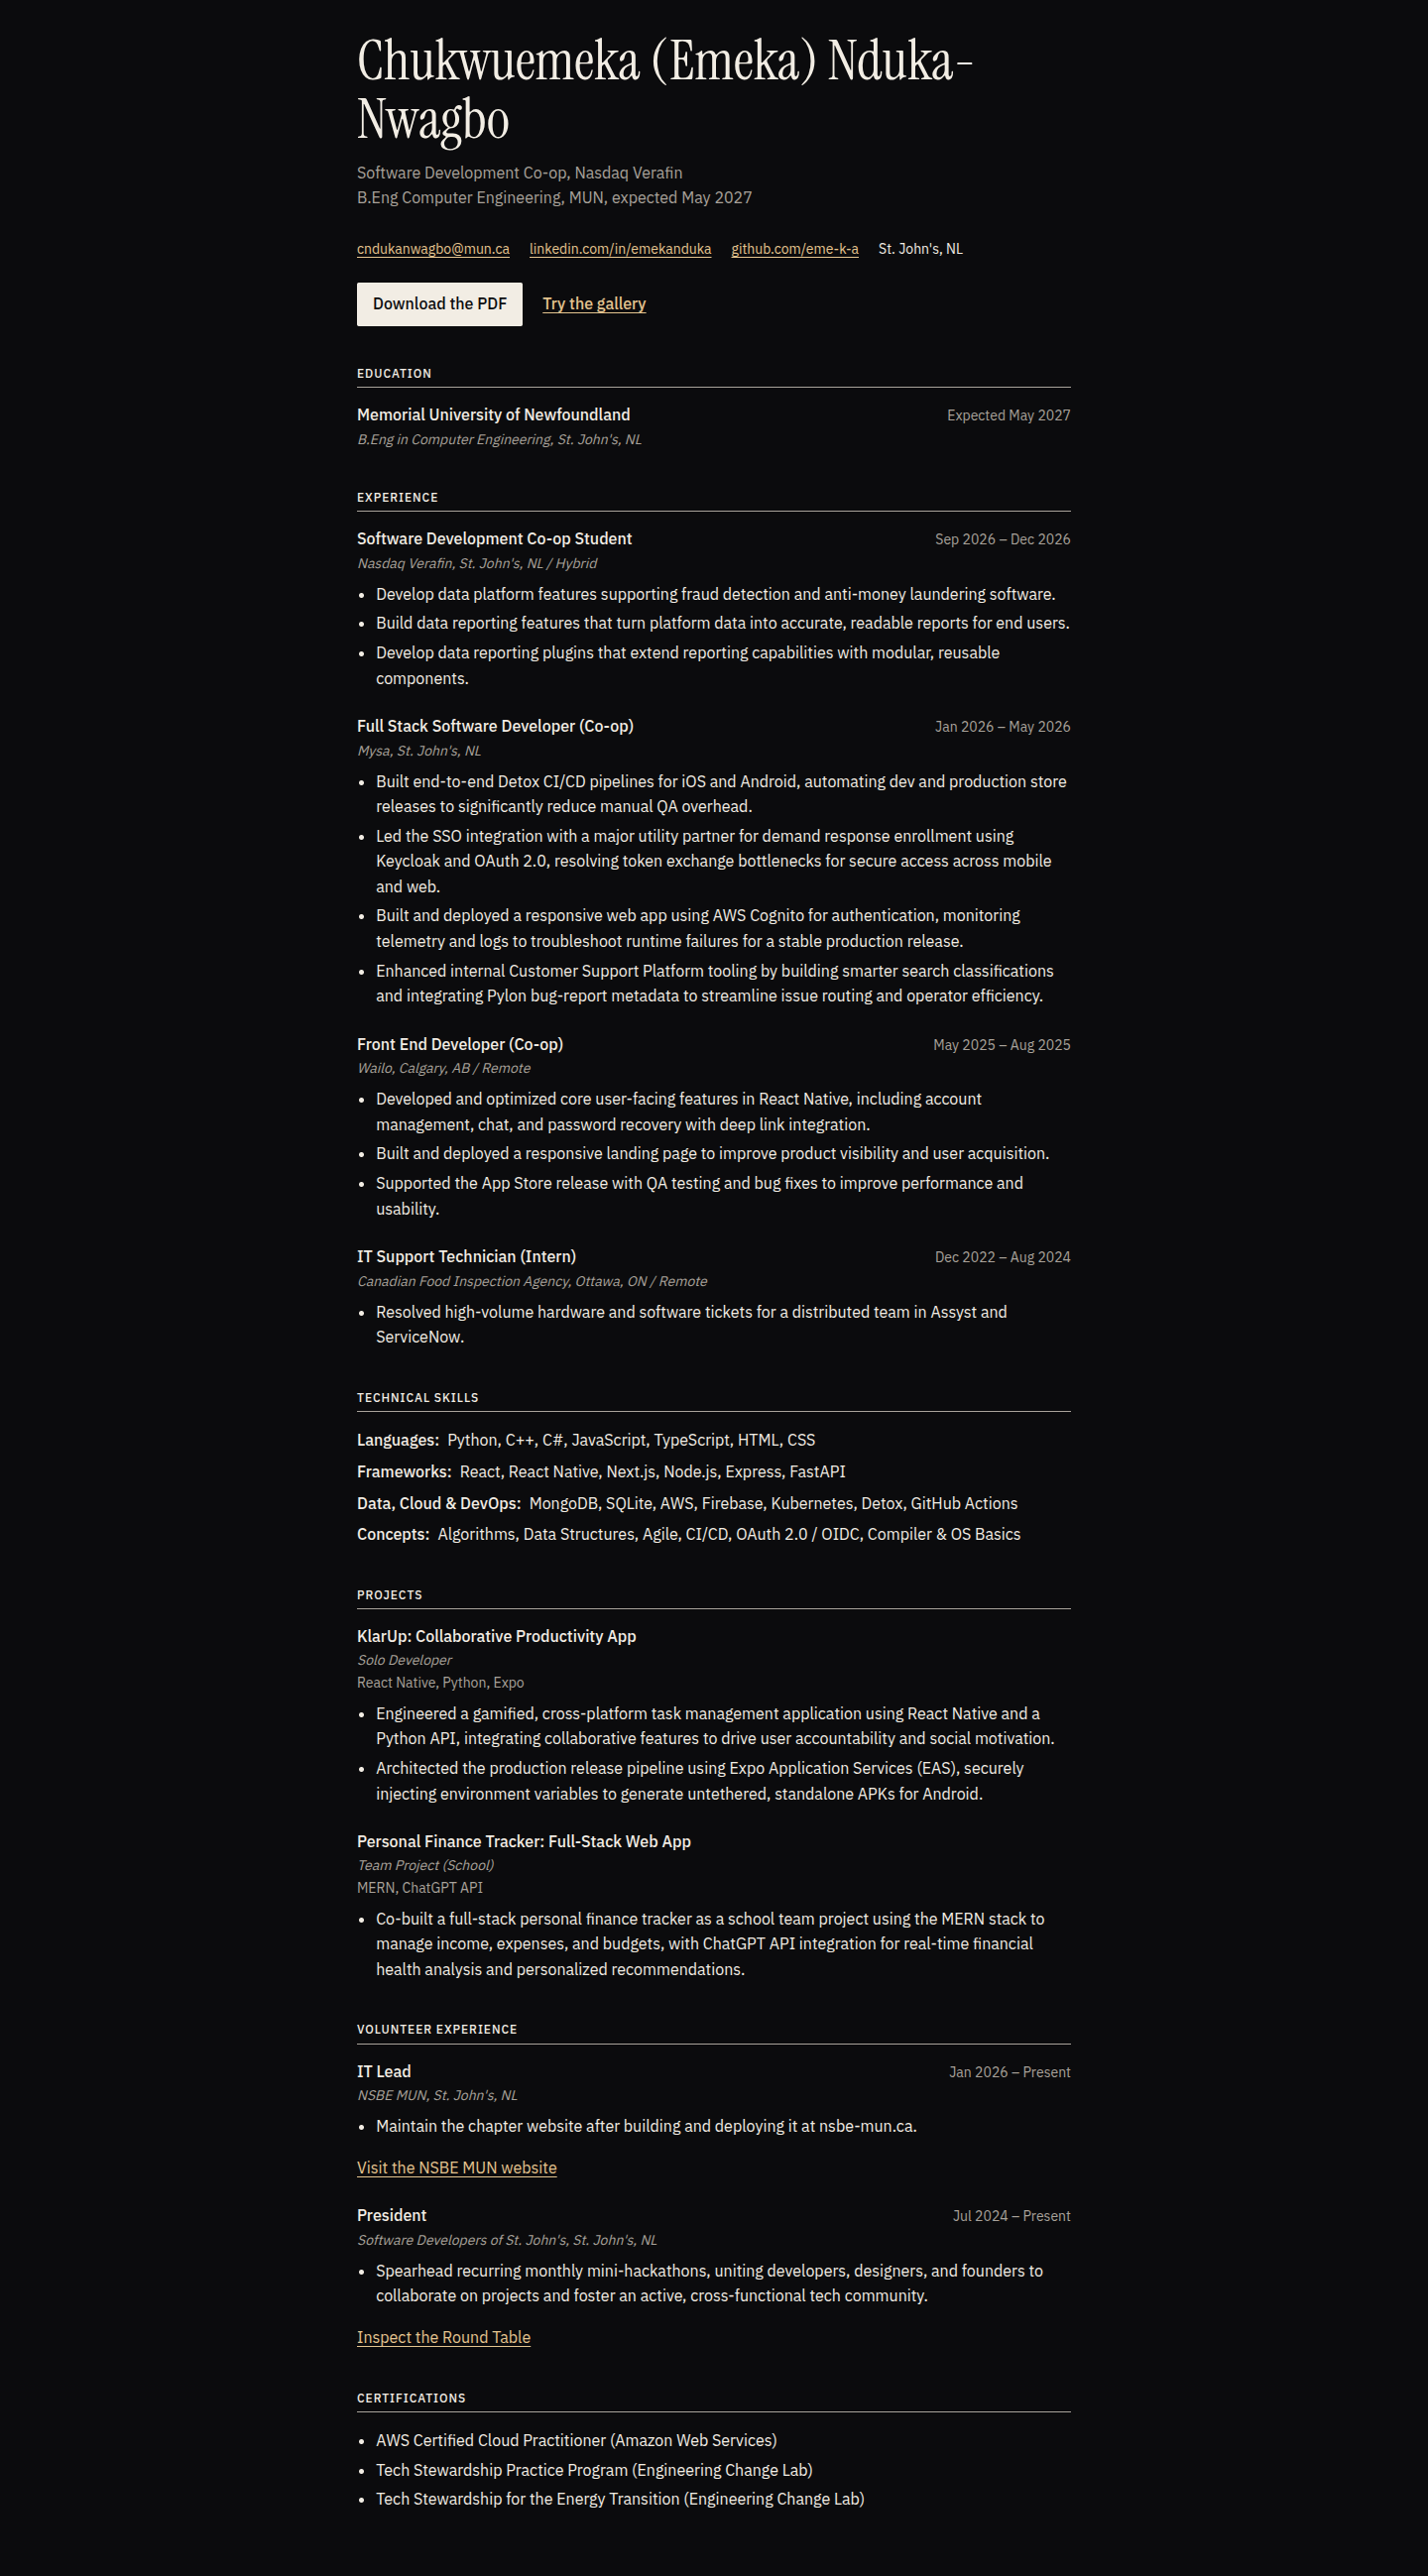 Chukwuemeka (Emeka) Nduka-
Nwagbo
Software Development Co-op, Nasdaq Verafin
B.Eng Computer Engineering, MUN, expected May 2027
cndukanwagbo@mun.ca linkedin.com/in/emekanduka github.com/eme-k-a St. John's, NL
Download the PDF Try the gallery
EDUCATION
Memorial University of Newfoundland Expected May 2027
B.Eng in Computer Engineering, St. John's, NL
EXPERIENCE
Software Development Co-op Student Sep 2026 – Dec 2026
Nasdaq Verafin, St. John's, NL / Hybrid
• Develop data platform features supporting fraud detection and anti-money laundering software.
• Build data reporting features that turn platform data into accurate, readable reports for end users.
• Develop data reporting plugins that extend reporting capabilities with modular, reusable
components.
Full Stack Software Developer (Co-op) Jan 2026 – May 2026
Mysa, St. John's, NL
• Built end-to-end Detox CI/CD pipelines for iOS and Android, automating dev and production store
releases to significantly reduce manual QA overhead.
• Led the SSO integration with a major utility partner for demand response enrollment using
Keycloak and OAuth 2.0, resolving token exchange bottlenecks for secure access across mobile
and web.
• Built and deployed a responsive web app using AWS Cognito for authentication, monitoring
telemetry and logs to troubleshoot runtime failures for a stable production release.
• Enhanced internal Customer Support Platform tooling by building smarter search classifications
and integrating Pylon bug-report metadata to streamline issue routing and operator efficiency.
Front End Developer (Co-op) May 2025 – Aug 2025
Wailo, Calgary, AB / Remote
• Developed and optimized core user-facing features in React Native, including account
management, chat, and password recovery with deep link integration.
• Built and deployed a responsive landing page to improve product visibility and user acquisition.
• Supported the App Store release with QA testing and bug fixes to improve performance and
usability.
IT Support Technician (Intern) Dec 2022 – Aug 2024
Canadian Food Inspection Agency, Ottawa, ON / Remote
• Resolved high-volume hardware and software tickets for a distributed team in Assyst and
ServiceNow.
TECHNICAL SKILLS
Languages: Python, C++, C#, JavaScript, TypeScript, HTML, CSS
Frameworks: React, React Native, Next.js, Node.js, Express, FastAPI
Data, Cloud & DevOps: MongoDB, SQLite, AWS, Firebase, Kubernetes, Detox, GitHub Actions
Concepts: Algorithms, Data Structures, Agile, CI/CD, OAuth 2.0 / OIDC, Compiler & OS Basics
PROJECTS
KlarUp: Collaborative Productivity App
Solo Developer
React Native, Python, Expo
• Engineered a gamified, cross-platform task management application using React Native and a
Python API, integrating collaborative features to drive user accountability and social motivation.
• Architected the production release pipeline using Expo Application Services (EAS), securely
injecting environment variables to generate untethered, standalone APKs for Android.
Personal Finance Tracker: Full-Stack Web App
Team Project (School)
MERN, ChatGPT API
• Co-built a full-stack personal finance tracker as a school team project using the MERN stack to
manage income, expenses, and budgets, with ChatGPT API integration for real-time financial
health analysis and personalized recommendations.
VOLUNTEER EXPERIENCE
IT Lead Jan 2026 – Present
NSBE MUN, St. John's, NL
• Maintain the chapter website after building and deploying it at nsbe-mun.ca.
Visit the NSBE MUN website
President Jul 2024 – Present
Software Developers of St. John's, St. John's, NL
• Spearhead recurring monthly mini-hackathons, uniting developers, designers, and founders to
collaborate on projects and foster an active, cross-functional tech community.
Inspect the Round Table
CERTIFICATIONS
• AWS Certified Cloud Practitioner (Amazon Web Services)
• Tech Stewardship Practice Program (Engineering Change Lab)
• Tech Stewardship for the Energy Transition (Engineering Change Lab)